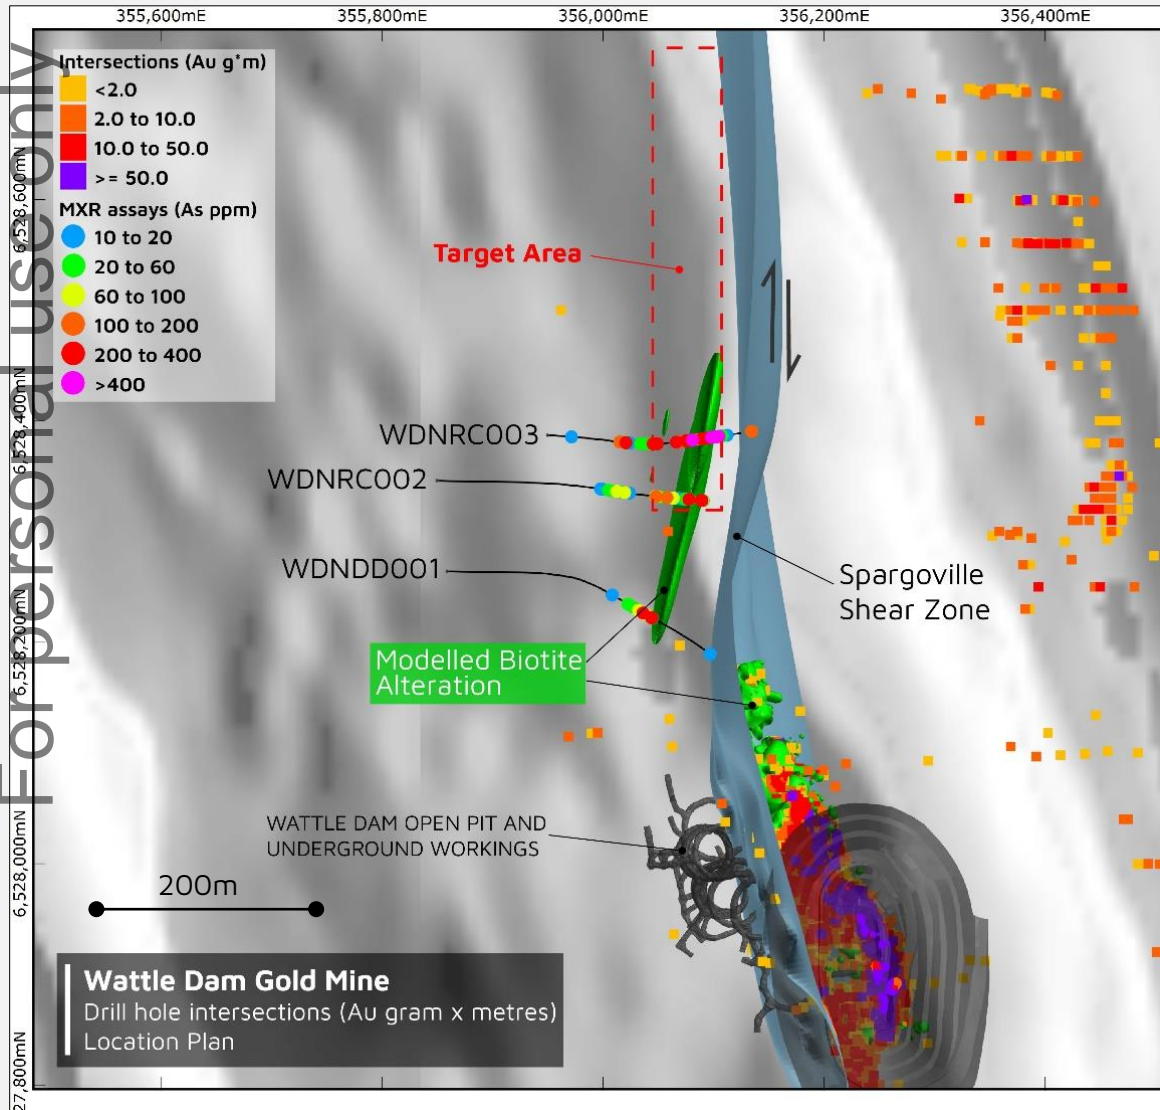 355,600mE 355,800mE 356,000mE 356,200mE 356,400mE
For personal use only
6,528,600mN
6,528,400mN
6,528,200mN
6,528,000mN
27,800mN
Intersections (Au g*m)
<2.0
2.0 to 10.0
10.0 to 50.0
>= 50.0
MXR assays (As ppm)
10 to 20
20 to 60
60 to 100
100 to 200
200 to 400
>400
Target Area
WDNRC003
WDNRC002
WDNDD001
Spargoville
Shear Zone
Modelled Biotite
Alteration
WATTLE DAM OPEN PIT AND
UNDERGROUND WORKINGS
200m
Wattle Dam Gold Mine
Drill hole intersections (Au gram x metres)
Location Plan